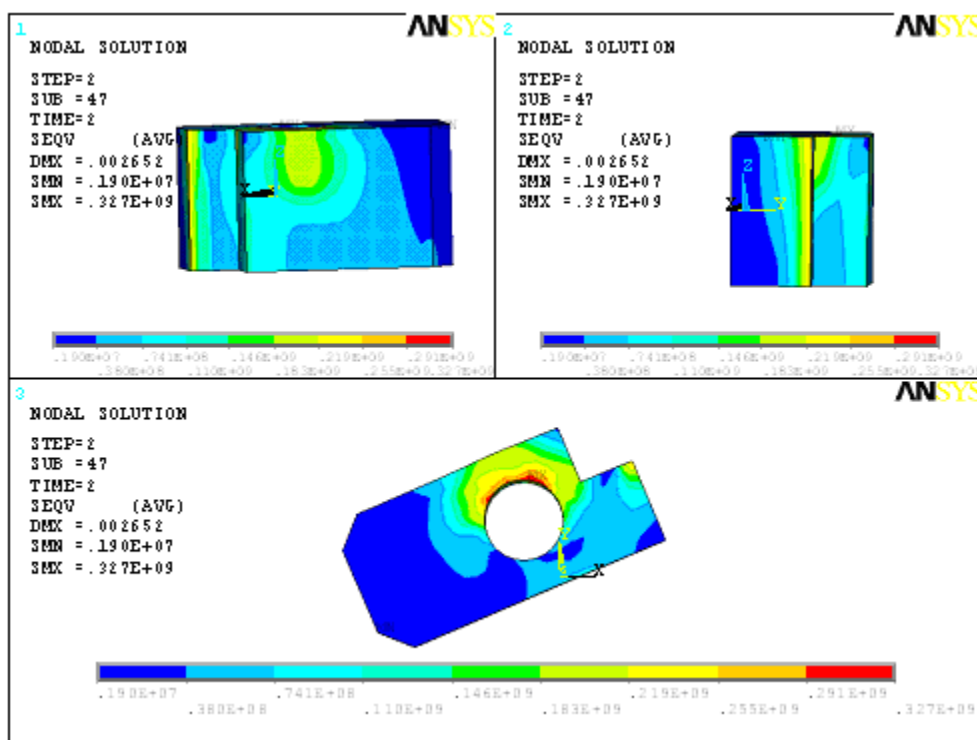 1
ANSYS
NODAL SOLUTION
STEP=2
SUB =47
TIME=2
SEQV (AVG)
DMX =.002652
SMN =.190E+07
SMX =.327E+09
X
.190E+07 .741E+08 .146E+09 .219E+09 .291E+09
.380E+08 .110E+09 .183E+09 .255E+09 .327E+09
2
ANSYS
NODAL SOLUTION
STEP=2
SUB =47
TIME=2
SEQV (AVG)
DMX =.002652
SMN =.190E+07
SMX =.327E+09
MX
Z
X Y
.190E+07 .741E+08 .146E+09 .219E+09 .291E+09
.380E+08 .110E+09 .183E+09 .255E+09 .327E+09
3
ANSYS
NODAL SOLUTION
STEP=2
SUB =47
TIME=2
SEQV (AVG)
DMX =.002652
SMN =.190E+07
SMX =.327E+09
X
.190E+07 .741E+08 .146E+09 .219E+09 .291E+09
.380E+08 .110E+09 .183E+09 .255E+09 .327E+09